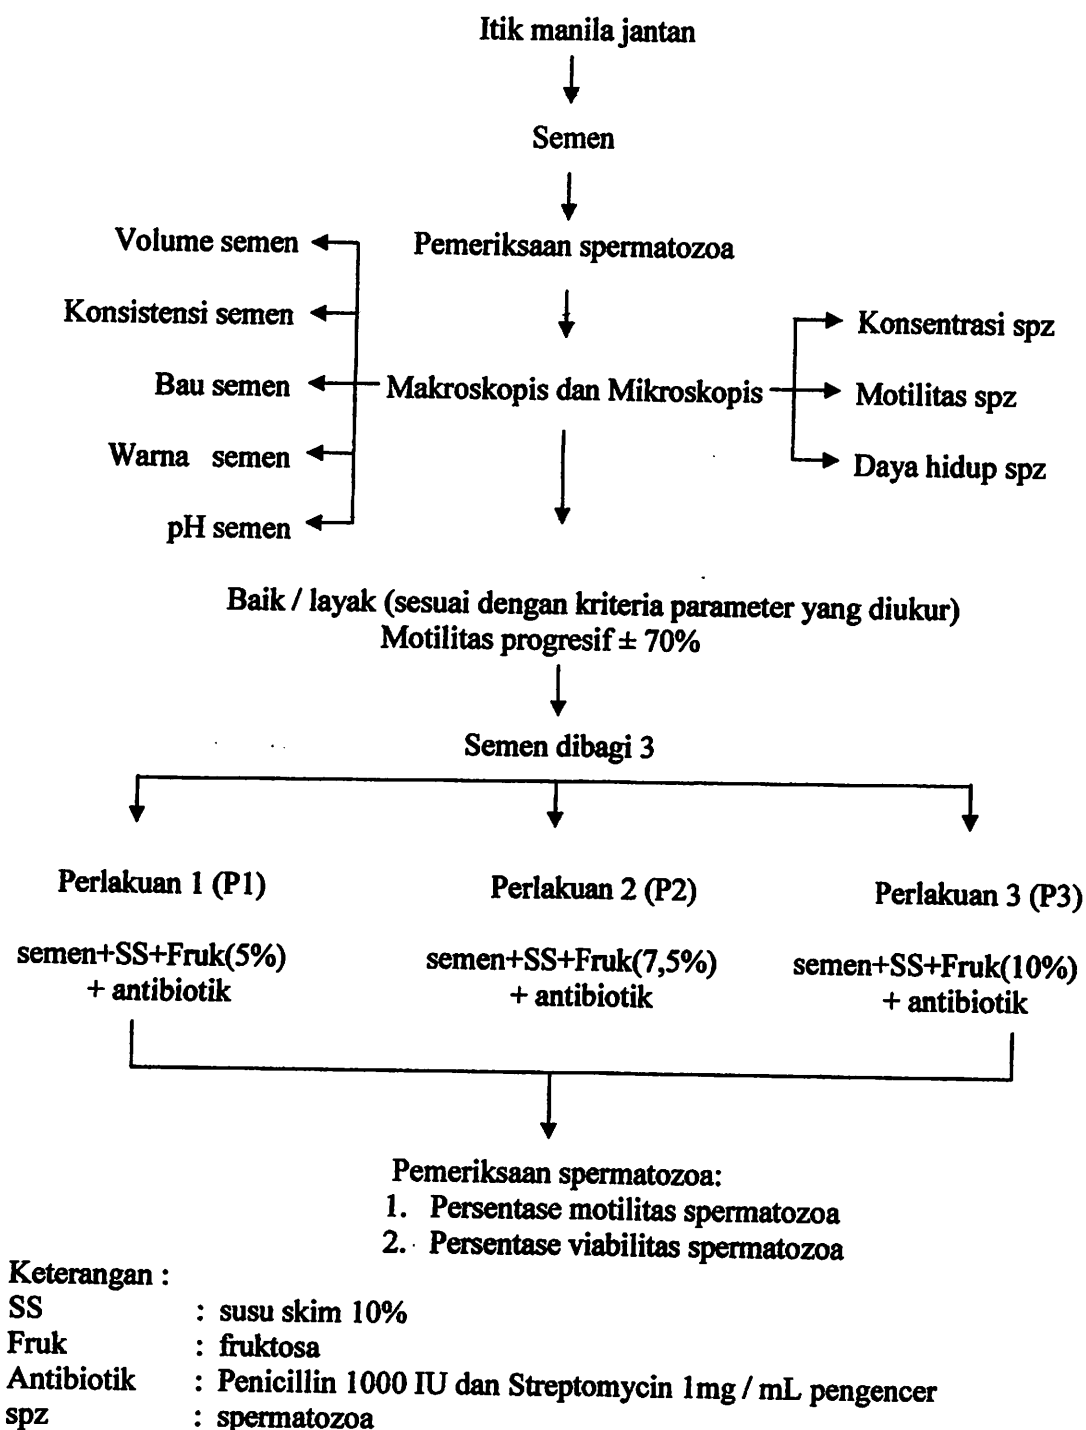 Itik manila jantan
Semen
Pemeriksaan spermatozoa
Volume semen
Konsistensi semen
Bau semen
Warna semen
pH semen
Makroskopis dan Mikroskopis
Konsentrasi spz
Motilitas spz
Daya hidup spz
Baik / layak (sesuai dengan kriteria parameter yang diukur)
Motilitas progresif ± 70%
Semen dibagi 3
Perlakuan 1 (P1)
semen+SS+Fruk(5%)
+ antibiotik
Perlakuan 2 (P2)
semen+SS+Fruk(7,5%)
+ antibiotik
Perlakuan 3 (P3)
semen+SS+Fruk(10%)
+ antibiotik
Pemeriksaan spermatozoa:
1. Persentase motilitas spermatozoa
2. Persentase viabilitas spermatozoa
Keterangan :
SS : susu skim 10%
Fruk : fruktosa
Antibiotik : Penicillin 1000 IU dan Streptomycin 1mg / mL pengencer
spz : spermatozoa